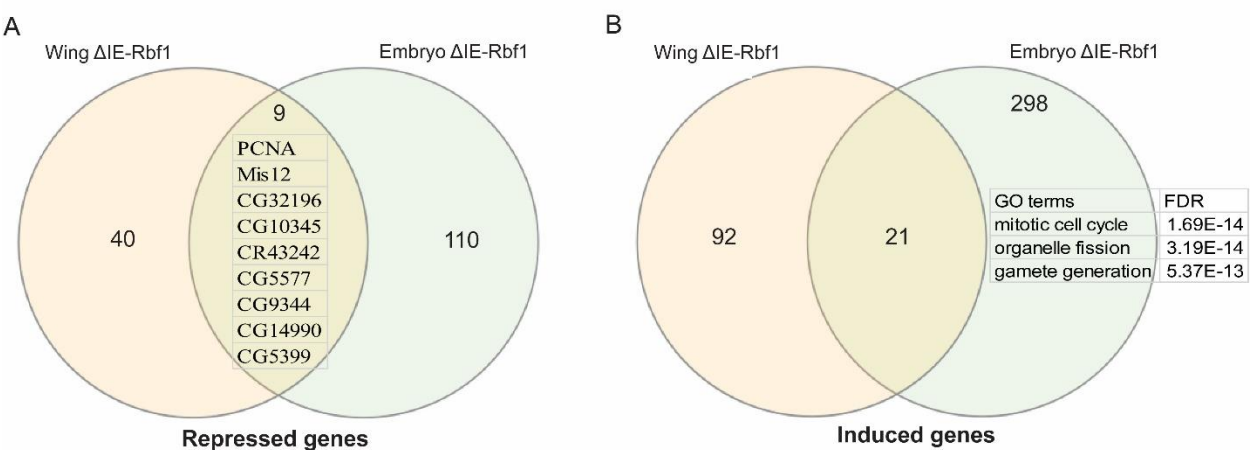 A
Wing ΔIE-Rbf1
Embryo ΔIE-Rbf1
9
PCNA
Mis12
CG32196
CG10345
CR43242
CG5577
CG9344
CG14990
CG5399
40
110
Repressed genes
B
Wing ΔIE-Rbf1
Embryo ΔIE-Rbf1
298
92
21
GO terms FDR
mitotic cell cycle 1.69E-14
organelle fission 3.19E-14
gamete generation 5.37E-13
Induced genes